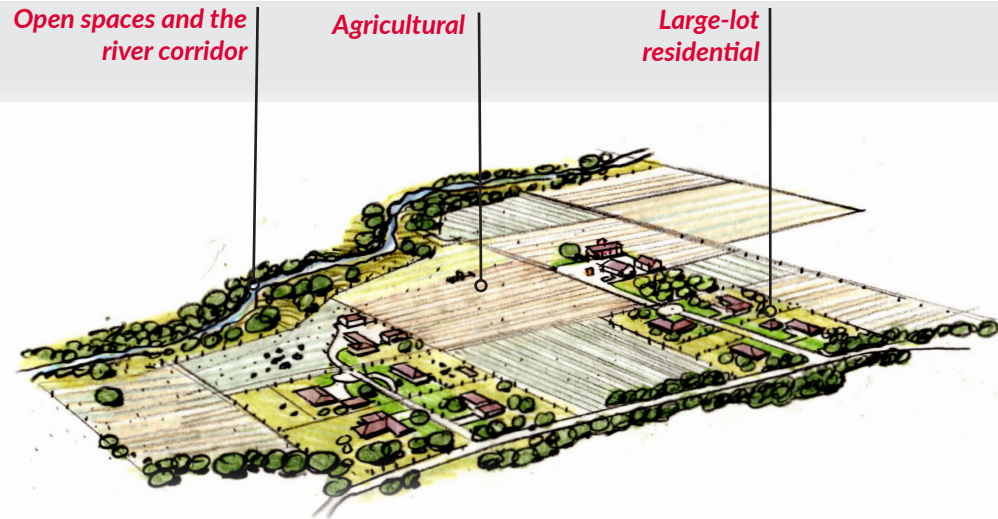 Open spaces and the
river corridor
Agricultural
Large-lot
residential